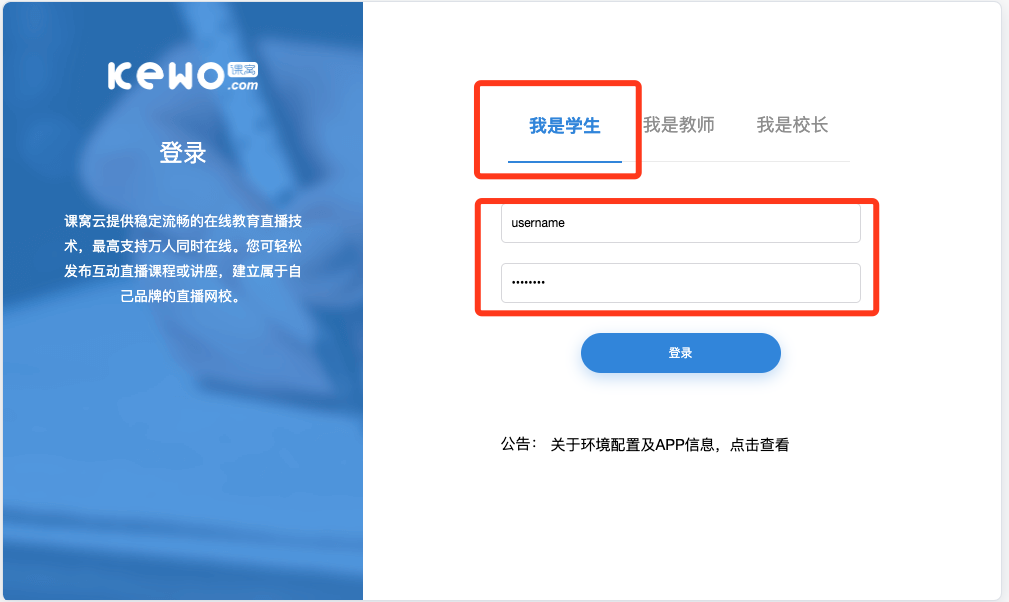 kewo课窝
.com
登录
课窝云提供稳定流畅的在线教育直播技
术，最高支持万人同时在线。您可轻松
发布互动直播课程或讲座，建立属于自
己品牌的直播网校。
我是学生 我是教师 我是校长
username
••••••••
登录
公告： 关于环境配置及APP信息，点击查看